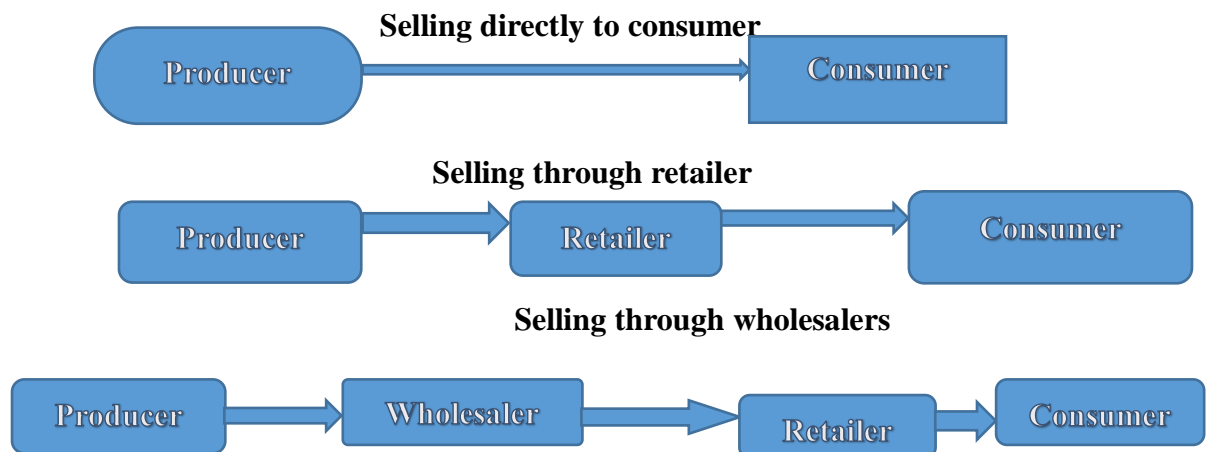 Selling directly to consumer
Producer Consumer
Selling through retailer
Producer Retailer Consumer
Selling through wholesalers
Producer Wholesaler Retailer Consumer